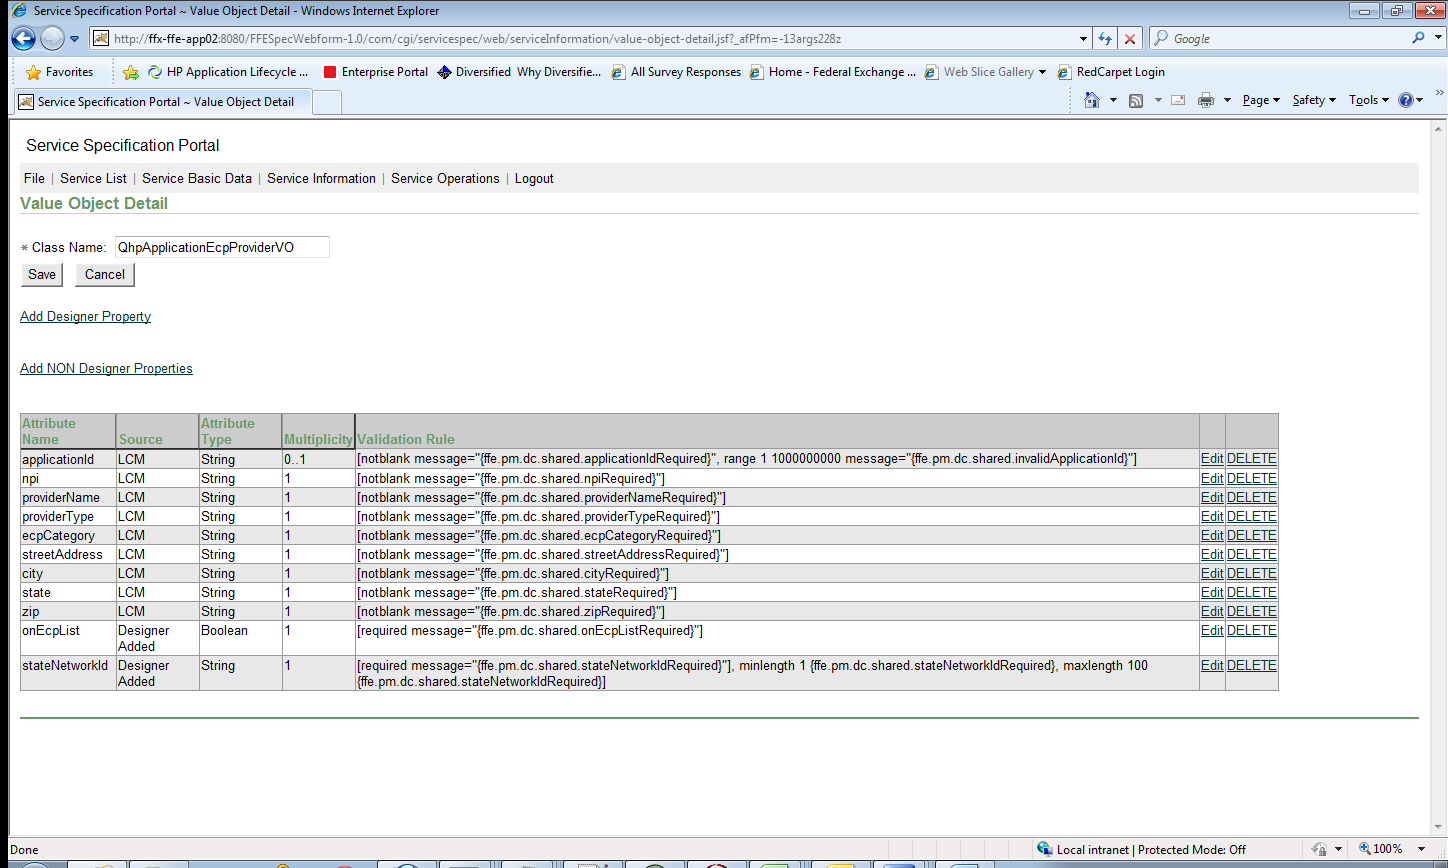 Service Specification Portal ~ Value Object Detail - Windows Internet Explorer
http://ffx-ffe-app02:8080/FFESpecWebform-1.0/com/cgi/servicespec/web/serviceInformation/value-object-detail.jsf?_afPfm=-13args228z
Google
Favorites
HP Application Lifecycle ...
Enterprise Portal
Diversified Why Diversifie...
All Survey Responses
Home - Federal Exchange ...
Web Slice Gallery
RedCarpet Login
Service Specification Portal ~ Value Object Detail
Page
Safety
Tools
Service Specification Portal
File | Service List | Service Basic Data | Service Information | Service Operations | Logout
Value Object Detail
* Class Name: QhpApplicationEcpProviderVO
Save Cancel
Add Designer Property
Add NON Designer Properties
Attribute Name Source Attribute Type Multiplicity Validation Rule
applicationId LCM String 0..1 [notblank message="{ffe.pm.dc.shared.applicationIdRequired}", range 1 1000000000 message="{ffe.pm.dc.shared.invalidApplicationId}"] Edit DELETE
npi LCM String 1 [notblank message="{ffe.pm.dc.shared.npiRequired}"] Edit DELETE
providerName LCM String 1 [notblank message="{ffe.pm.dc.shared.providerNameRequired}"] Edit DELETE
providerType LCM String 1 [notblank message="{ffe.pm.dc.shared.providerTypeRequired}"] Edit DELETE
ecpCategory LCM String 1 [notblank message="{ffe.pm.dc.shared.ecpCategoryRequired}"] Edit DELETE
streetAddress LCM String 1 [notblank message="{ffe.pm.dc.shared.streetAddressRequired}"] Edit DELETE
city LCM String 1 [notblank message="{ffe.pm.dc.shared.cityRequired}"] Edit DELETE
state LCM String 1 [notblank message="{ffe.pm.dc.shared.stateRequired}"] Edit DELETE
zip LCM String 1 [notblank message="{ffe.pm.dc.shared.zipRequired}"] Edit DELETE
onEcpList Designer Added Boolean 1 [required message="{ffe.pm.dc.shared.onEcpListRequired}"] Edit DELETE
stateNetworkId Designer Added String 1 [required message="{ffe.pm.dc.shared.stateNetworkIdRequired}"], minlength 1 {ffe.pm.dc.shared.stateNetworkIdRequired}, maxlength 100
{ffe.pm.dc.shared.stateNetworkIdRequired}] Edit DELETE
Done
Local intranet | Protected Mode: Off
100%